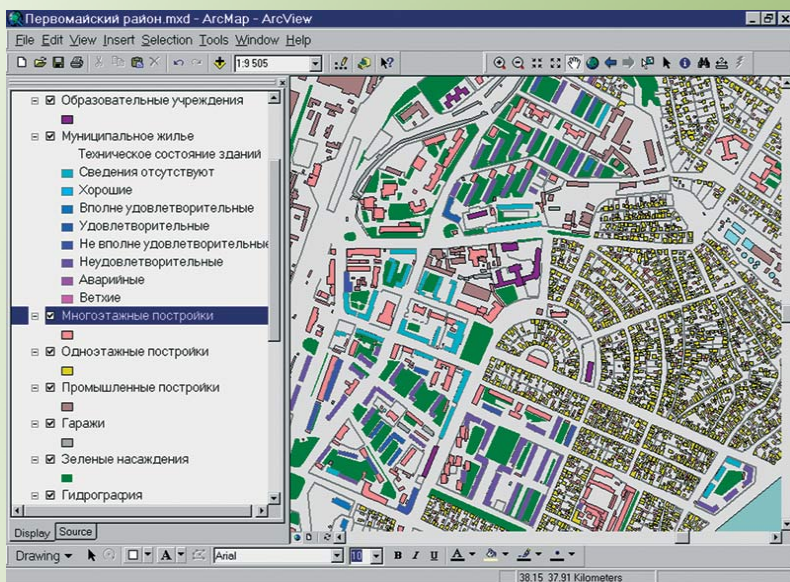 Первомайский район.mxd - ArcMap - ArcView
File Edit View Insert Selection Tools Window Help
1:9 505
Образовательные учреждения
Муниципальное жилье
Техническое состояние зданий
Сведения отсутствуют
Хорошие
Вполне удовлетворительные
Удовлетворительные
Не вполне удовлетворительные
Неудовлетворительные
Аварийные
Ветхие
Многоэтажные постройки
Одноэтажные постройки
Промышленные постройки
Гаражи
Зеленые насаждения
Гидрография
Display Source
Drawing A Arial 10 B I U A
38.15 37.91 Kilometers